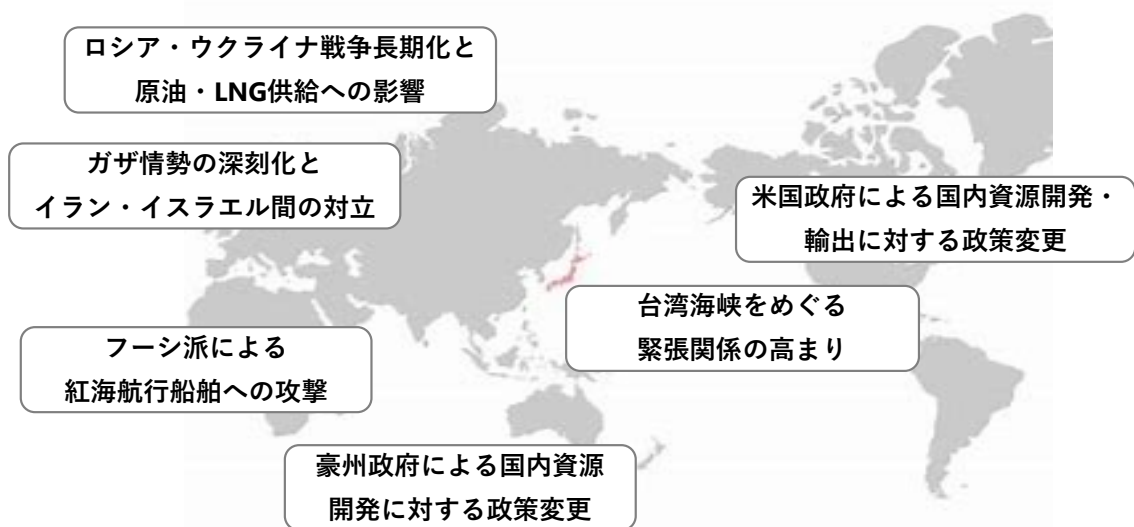 ロシア・ウクライナ戦争長期化と
原油・LNG供給への影響
ガザ情勢の深刻化と
イラン・イスラエル間の対立
米国政府による国内資源開発・
輸出に対する政策変更
台湾海峡をめぐる
緊張関係の高まり
フーシ派による
紅海航行船舶への攻撃
豪州政府による国内資源
開発に対する政策変更